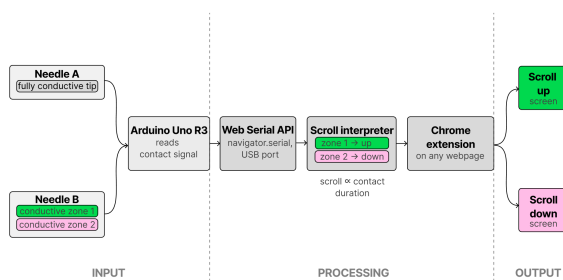 Needle A
fully conductive tip
Needle B
conductive zone 1
conductive zone 2
Arduino Uno R3
reads
contact signal
Web Serial API
navigator.serial,
USB port
Scroll interpreter
zone 1 → up
zone 2 → down
scroll ∝ contact
duration
Chrome
extension
on any webpage
Scroll
up
screen
Scroll
down
screen
INPUT
PROCESSING
OUTPUT